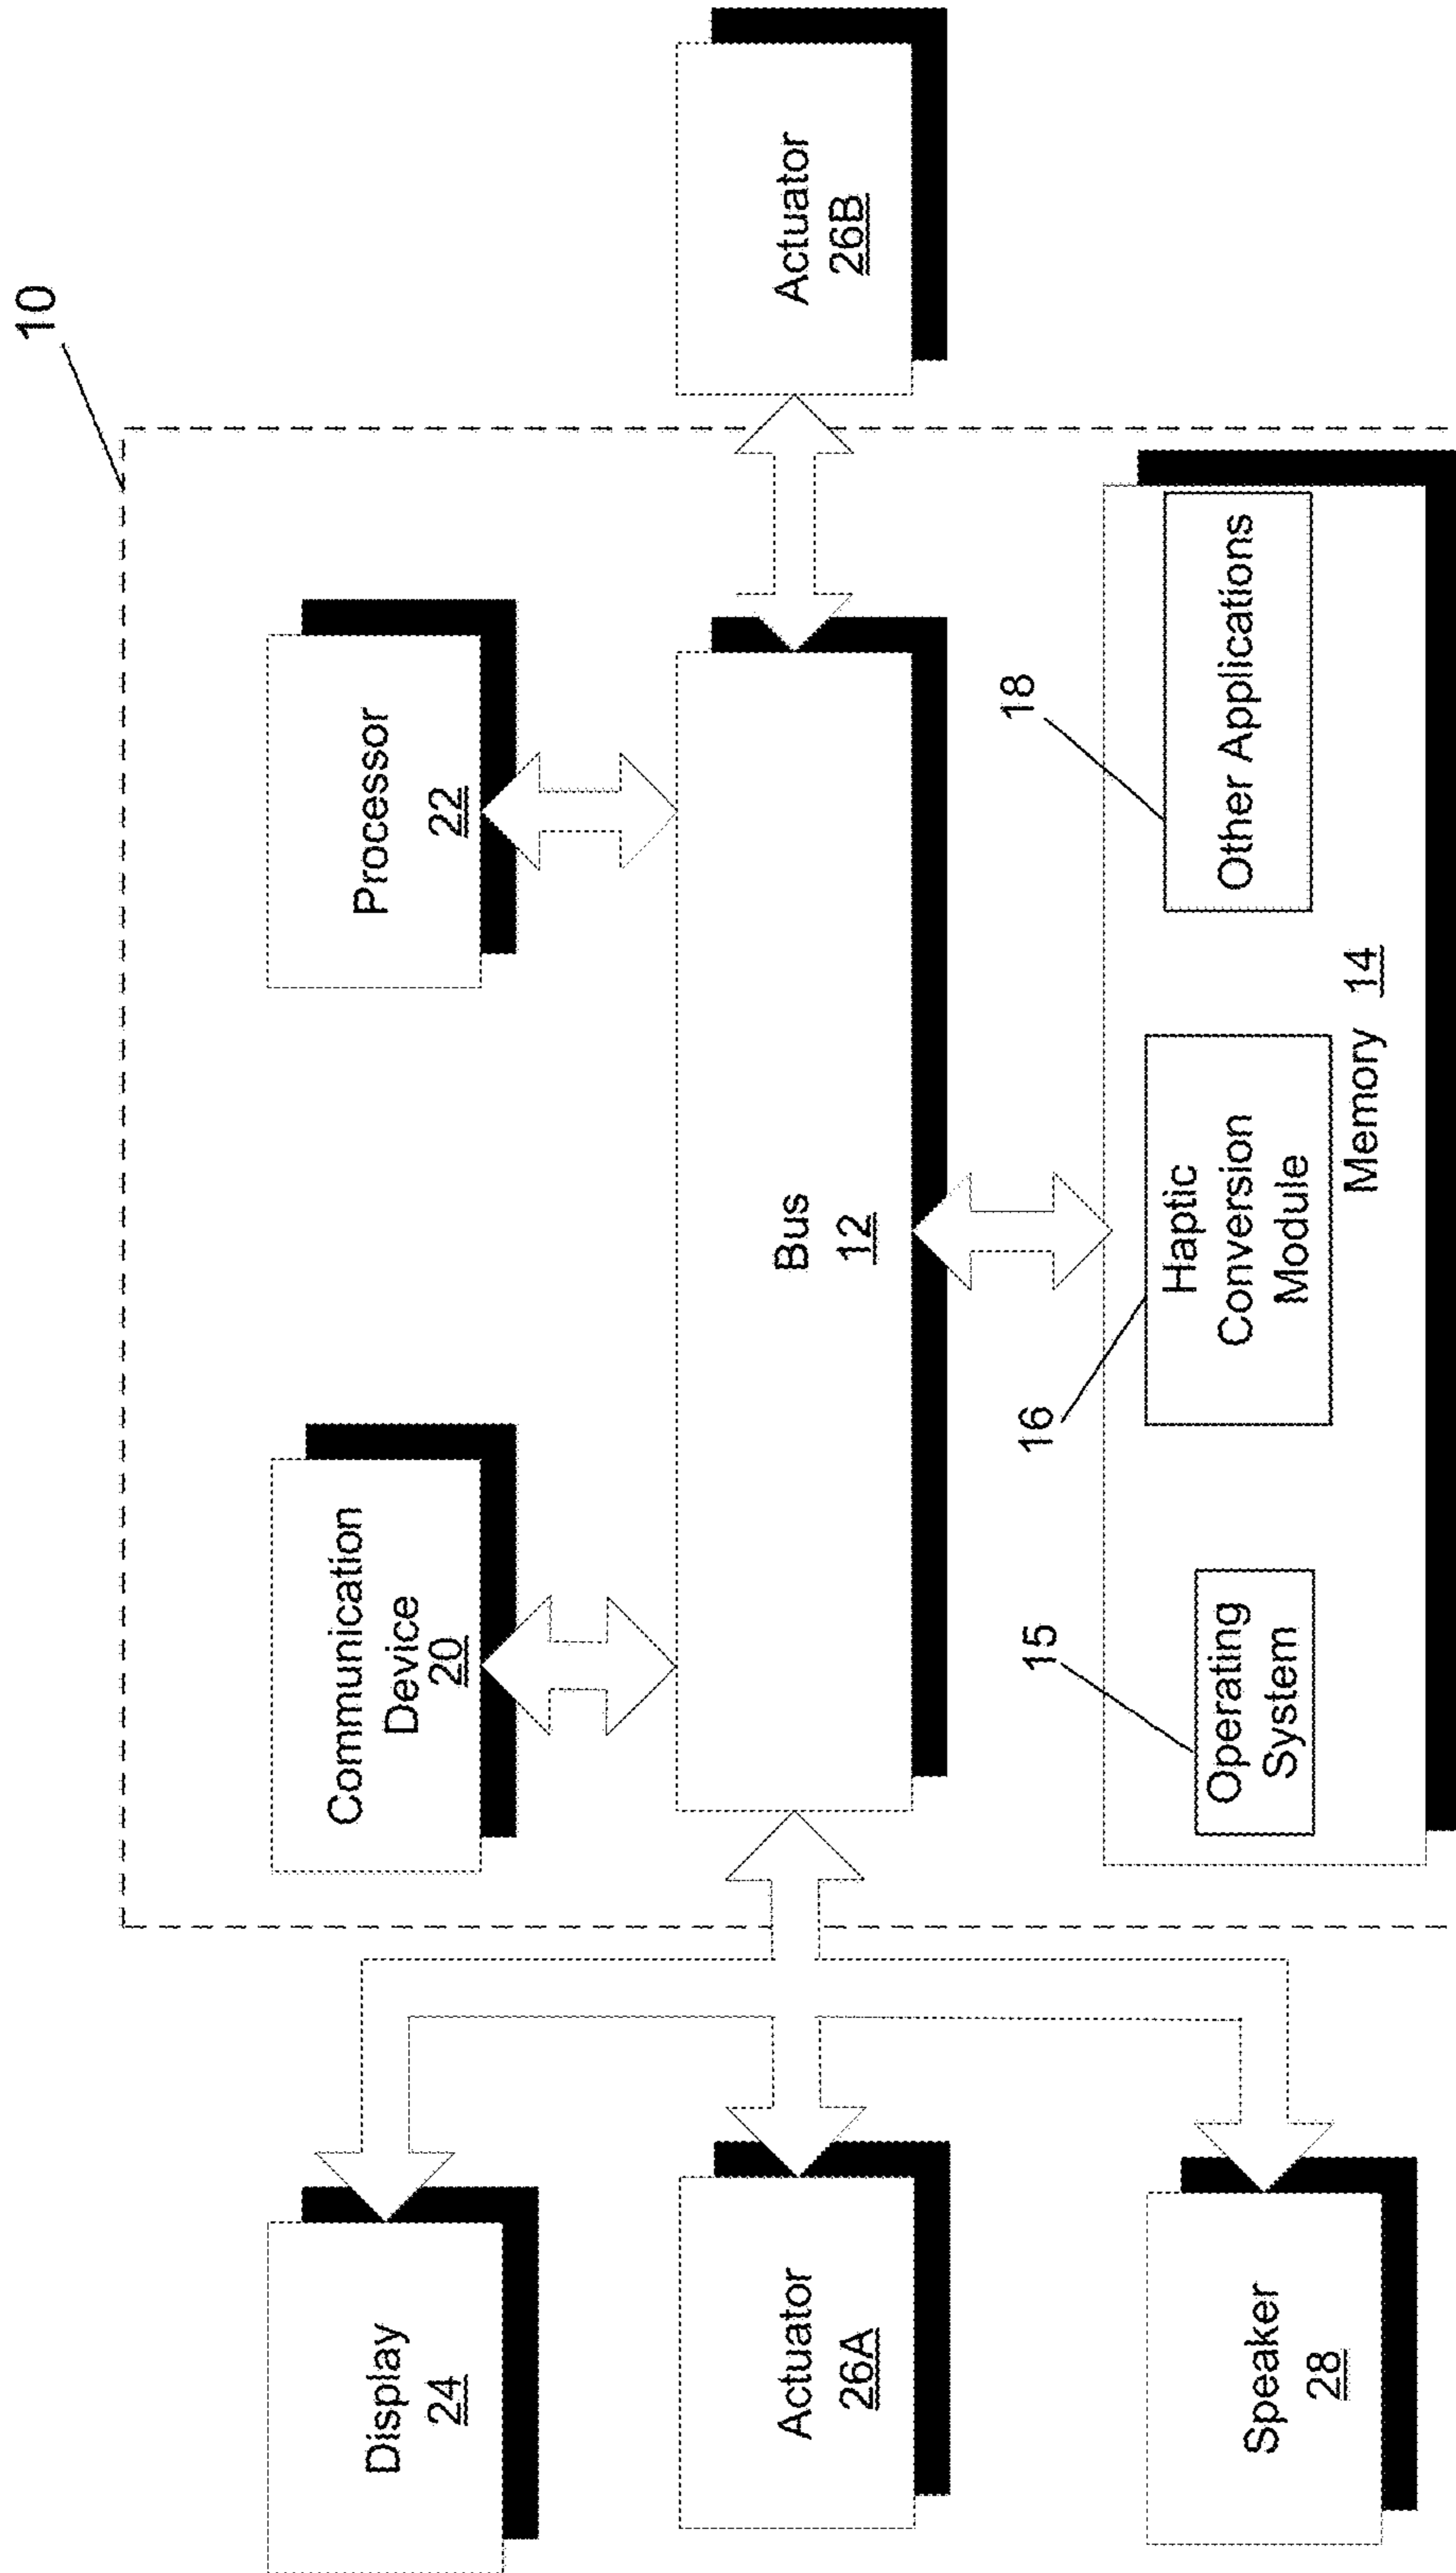 10
Communication
Device
20
Processor
22
Display
24
Actuator
26A
Speaker
28
Bus
12
Actuator
26B
15
16
18
Operating
System
Haptic
Conversion
Module
Other Applications
Memory 14